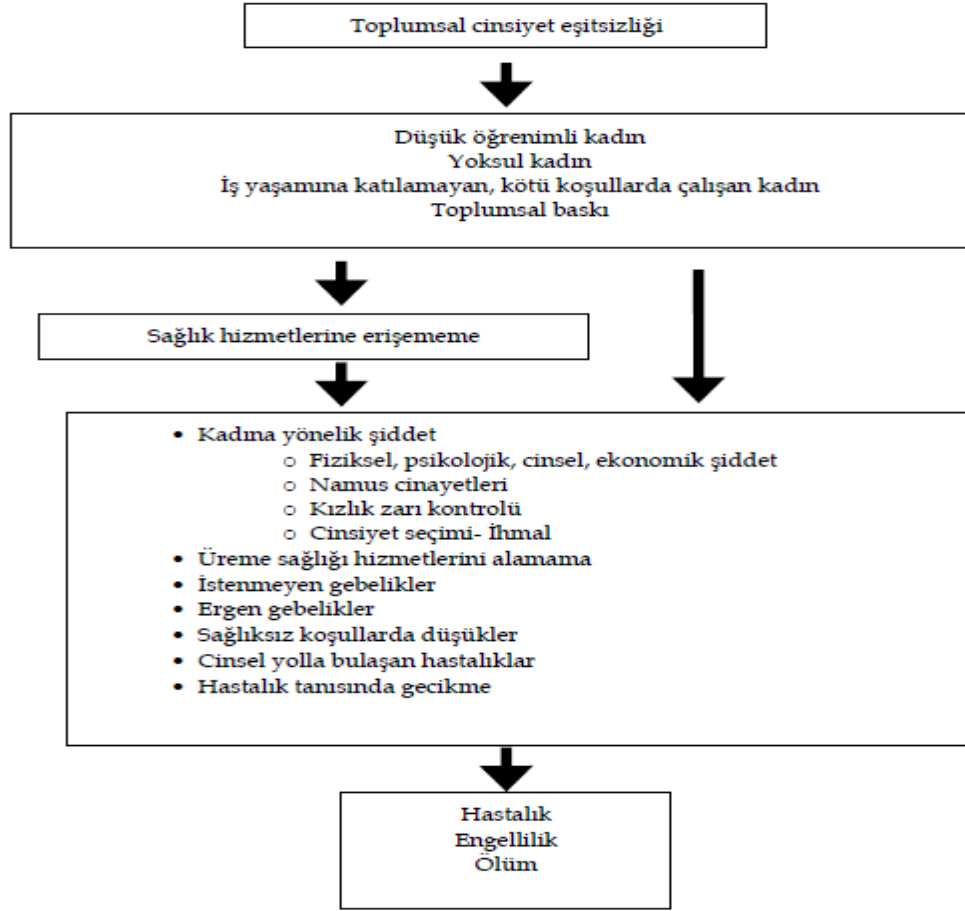 Toplumsal cinsiyet eşitsizliği
Düşük öğrenimli kadın
Yoksul kadın
İş yaşamına katılamayan, kötü koşullarda çalışan kadın
Toplumsal baskı
Sağlık hizmetlerine erişememe
• Kadına yönelik şiddet
o Fiziksel, psikolojik, cinsel, ekonomik şiddet
o Namus cinayetleri
o Kızlık zarı kontrolü
o Cinsiyet seçimi- İhmal
• Üreme sağlığı hizmetlerini alamama
• İstenmeyen gebelikler
• Ergen gebelikler
• Sağlıksız koşullarda düşükler
• Cinsel yolla bulaşan hastalıklar
• Hastalık tanısında gecikme
Hastalık
Engellilik
Ölüm